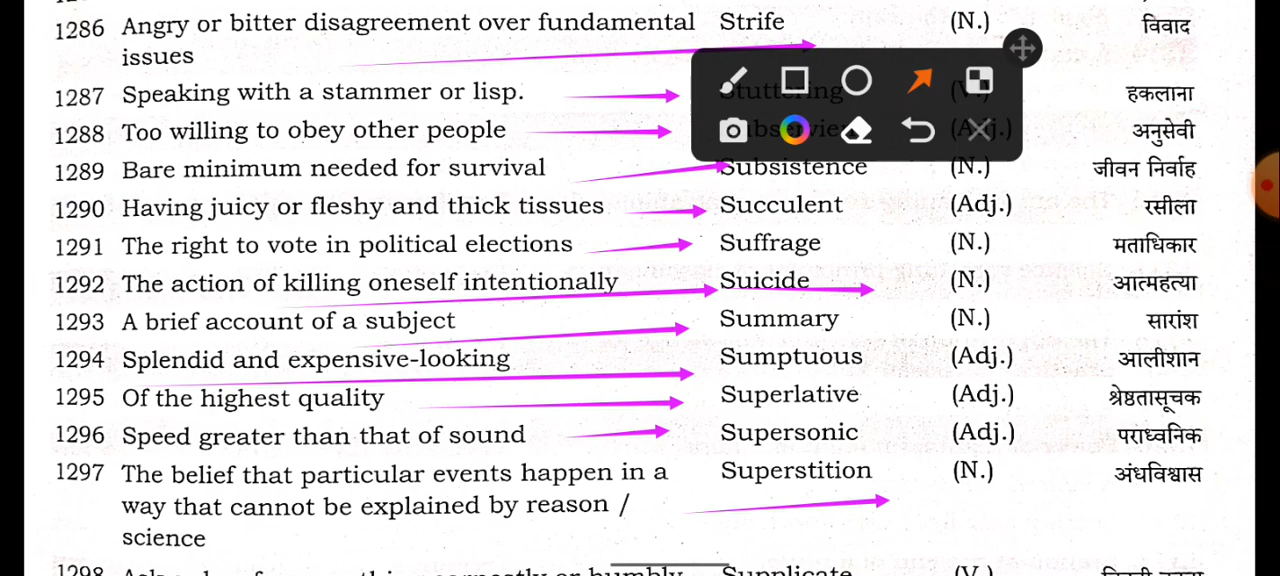 1286 Angry or bitter disagreement over fundamental Strife (N.) विवाद
issues
1287 Speaking with a stammer or lisp. Stuttering (V.) हकलाना
1288 Too willing to obey other people (Adj.) अनुसेवी
1289 Bare minimum needed for survival Subsistence (N.) जीवन निर्वाह
1290 Having juicy or fleshy and thick tissues Succulent (Adj.) रसीला
1291 The right to vote in political elections Suffrage (N.) मताधिकार
1292 The action of killing oneself intentionally Suicide (N.) आत्महत्या
1293 A brief account of a subject Summary (N.) सारांश
1294 Splendid and expensive-looking Sumptuous (Adj.) आलीशान
1295 Of the highest quality Superlative (Adj.) श्रेष्ठतासूचक
1296 Speed greater than that of sound Supersonic (Adj.) पराध्वनिक
1297 The belief that particular events happen in a Superstition (N.) अंधविश्वास
way that cannot be explained by reason /
science
1298 Supplicate (V.)